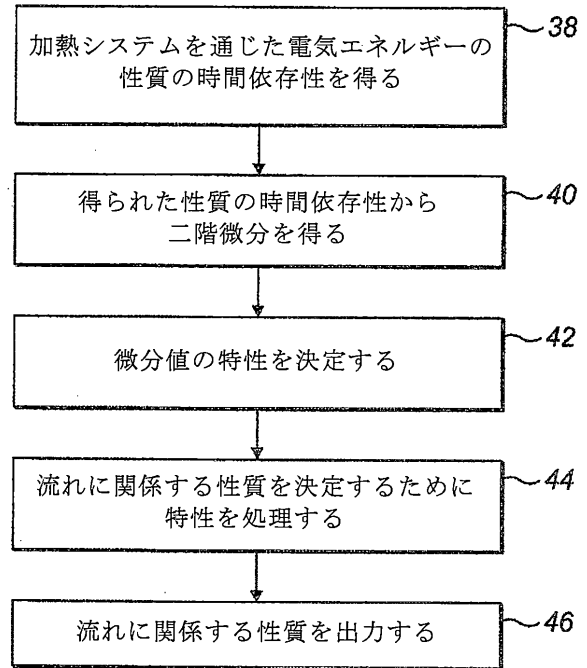 加熱システムを通じた電気エネルギーの
性質の時間依存性を得る
38
得られた性質の時間依存性から
二階微分を得る
40
微分値の特性を決定する
42
流れに関係する性質を決定するために
特性を処理する
44
流れに関係する性質を出力する
46